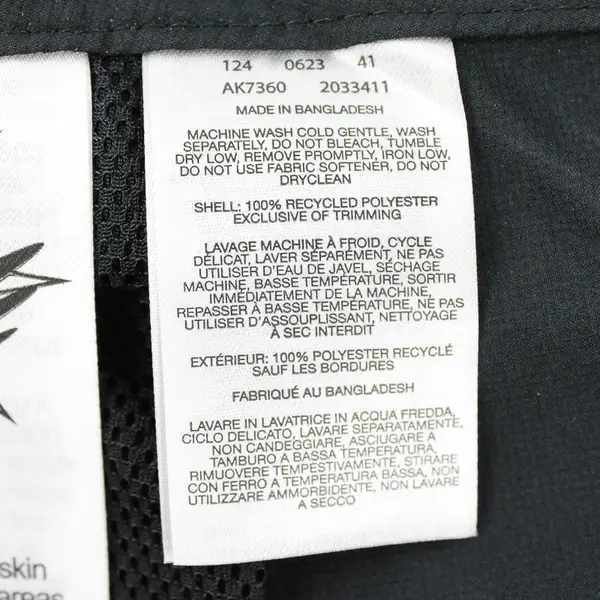 124 0623 41
AK7360 2033411
MADE IN BANGLADESH
MACHINE WASH COLD GENTLE, WASH
SEPARATELY, DO NOT BLEACH, TUMBLE
DRY LOW, REMOVE PROMPTLY, IRON LOW,
DO NOT USE FABRIC SOFTENER, DO NOT
DRYCLEAN
SHELL: 100% RECYCLED POLYESTER
EXCLUSIVE OF TRIMMING
LAVAGE MACHINE À FROID, CYCLE
DÉLICAT, LAVER SÉPARÉMENT, NE PAS
UTILISER D'EAU DE JAVEL, SÉCHAGE
MACHINE, BASSE TEMPÉRATURE, SORTIR
IMMÉDIATEMENT DE LA MACHINE,
REPASSER À BASSE TEMPÉRATURE, NE PAS
UTILISER D'ASSOUPLISSANT, NETTOYAGE
À SEC INTERDIT
EXTÉRIEUR: 100% POLYESTER RECYCLÉ
SAUF LES BORDURES
FABRIQUÉ AU BANGLADESH
LAVARE IN LAVATRICE IN ACQUA FREDDA,
CICLO DELICATO, LAVARE SEPARATAMENTE,
NON CANDEGGIARE, ASCIUGARE A
TAMBURO A BASSA TEMPERATURA,
RIMUOVERE TEMPESTIVAMENTE, STIRARE
CON FERRO A TEMPERATURA BASSA, NON
UTILIZZARE AMMORBIDENTE, NON LAVARE
A SECCO
skin
areas